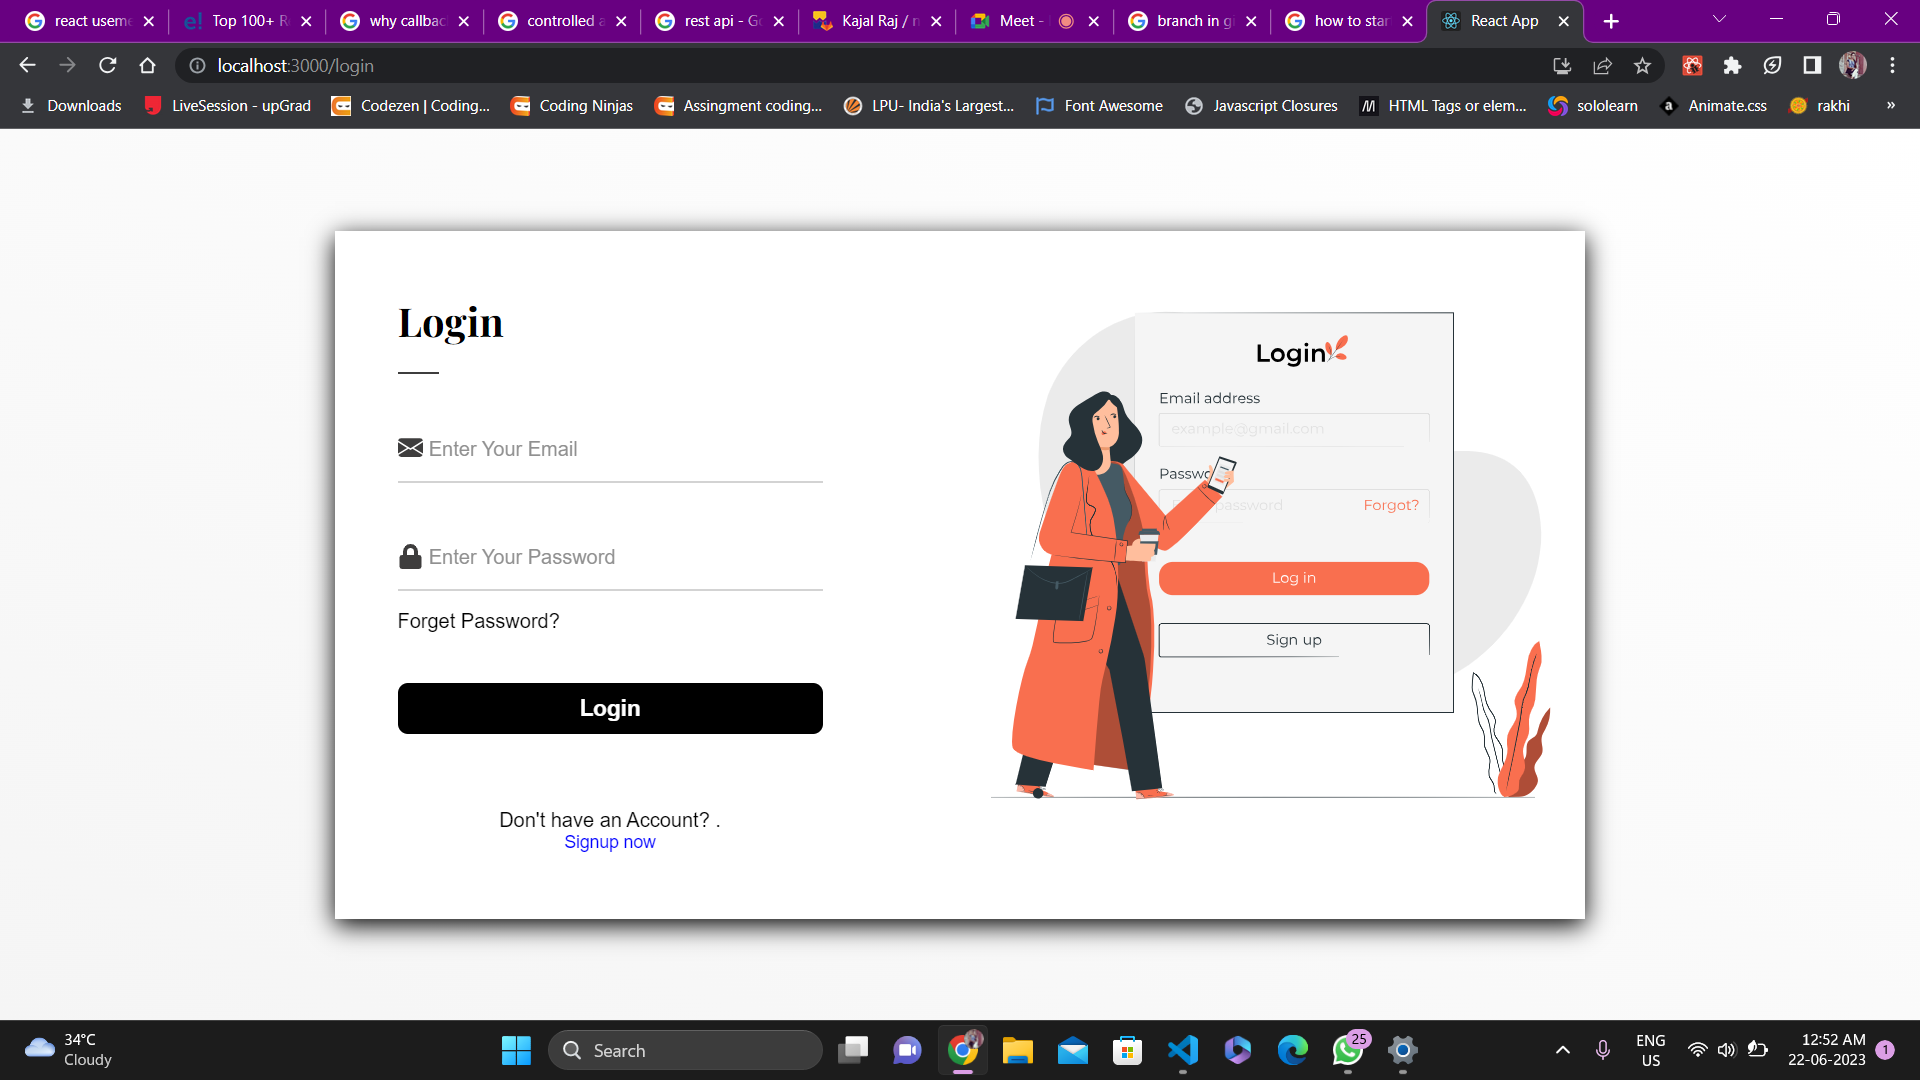 react useme
Top 100+ Re
why callbac
controlled a
rest api - Go
Kajal Raj / n
Meet -
branch in gi
how to star
React App
localhost:3000/login
Downloads
LiveSession - upGrad
Codezen | Coding...
Coding Ninjas
Assingment coding...
LPU- India's Largest...
Font Awesome
Javascript Closures
HTML Tags or elem...
sololearn
Animate.css
rakhi
»
Login
Enter Your Email
Enter Your Password
Forget Password?
Login
Don't have an Account? .
Signup now
Login
Email address
example@gmail.com
Passwo
password
Forgot?
Log in
Sign up
34°C
Cloudy
Search
25
ENG
US
12:52 AM
22-06-2023
1